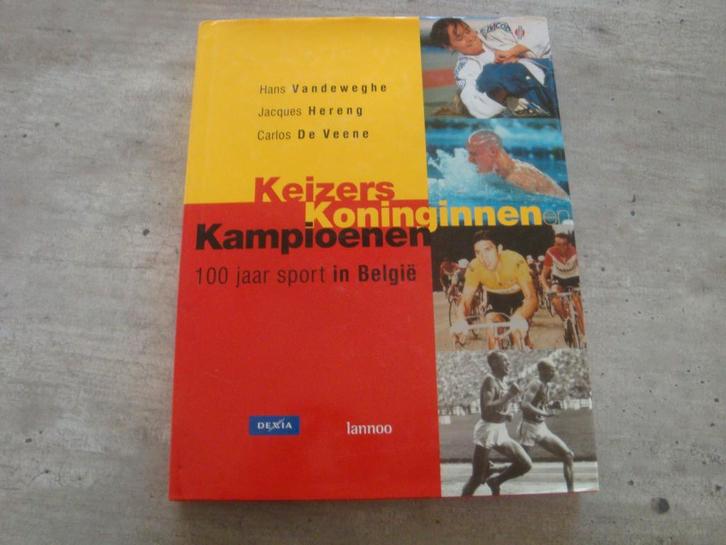 Hans Vandeweghe
Jacques Hereng
Carlos De Veene
Keizers
Koninginnen en
Kampioenen
100 jaar sport in België
DEXIA
lannoo